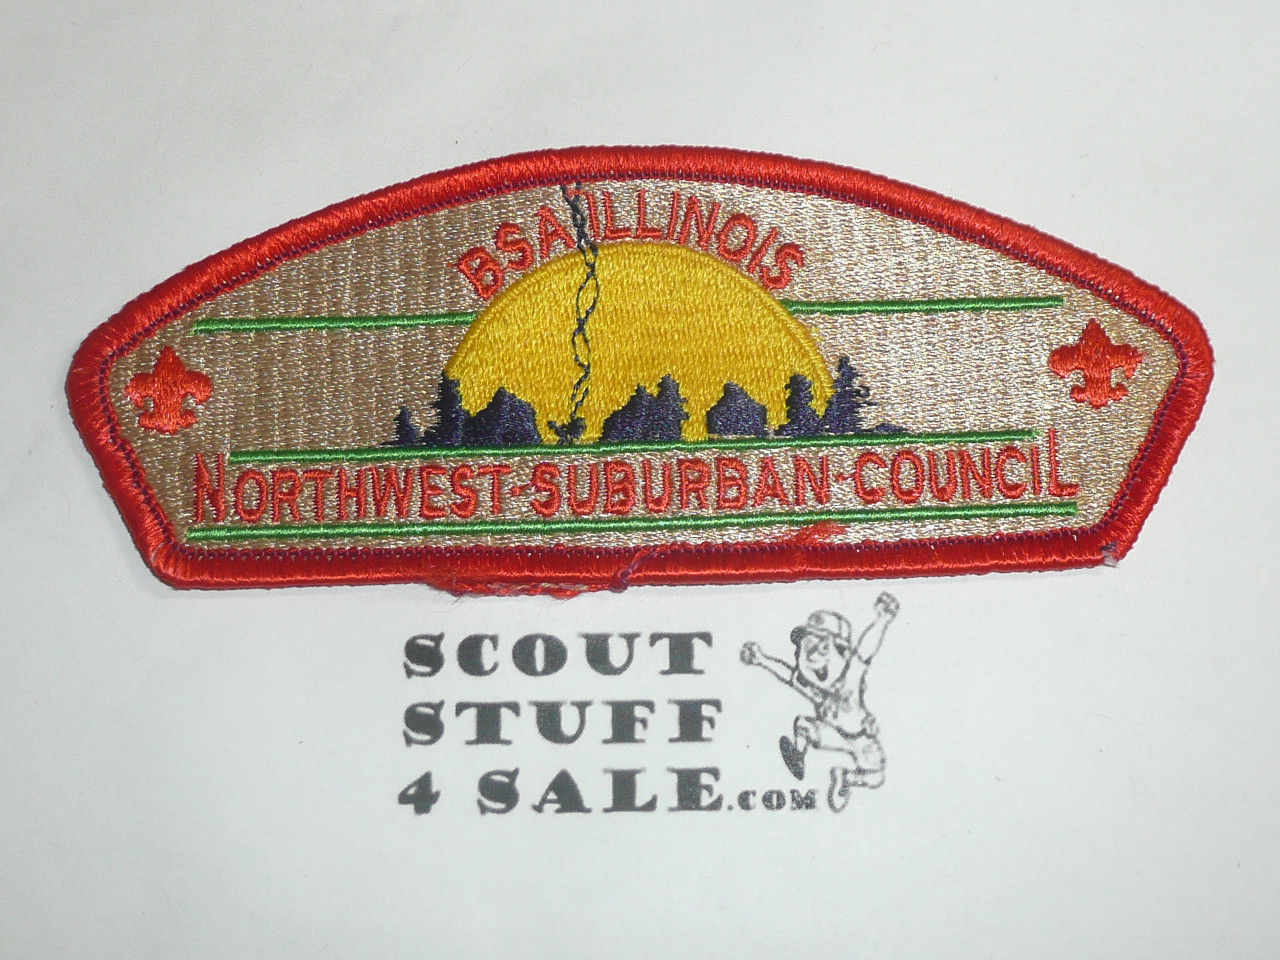 BSA ILLINOIS
NORTHWEST-SUBURBAN-COUNCIL
SCOUT
STUFF
4 SALE.COM